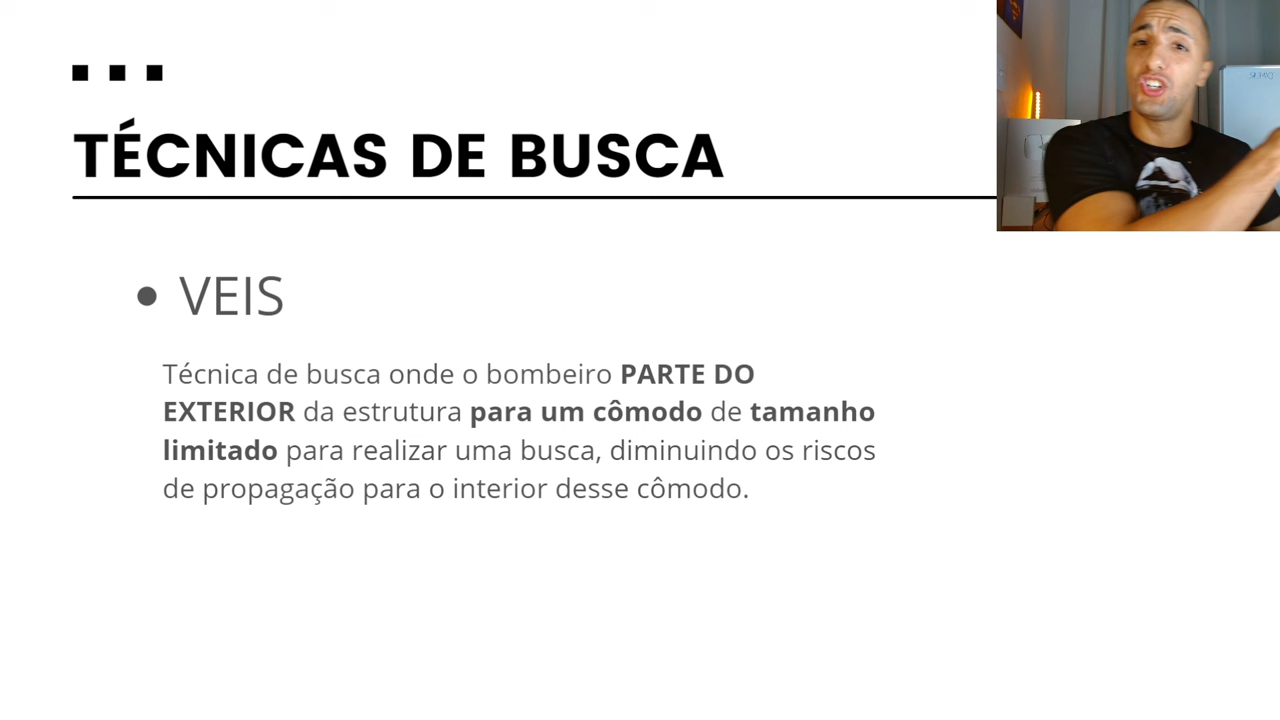 TÉCNICAS DE BUSCA
• VEIS
Técnica de busca onde o bombeiro PARTE DO
EXTERIOR da estrutura para um cômodo de tamanho
limitado para realizar uma busca, diminuindo os riscos
de propagação para o interior desse cômodo.